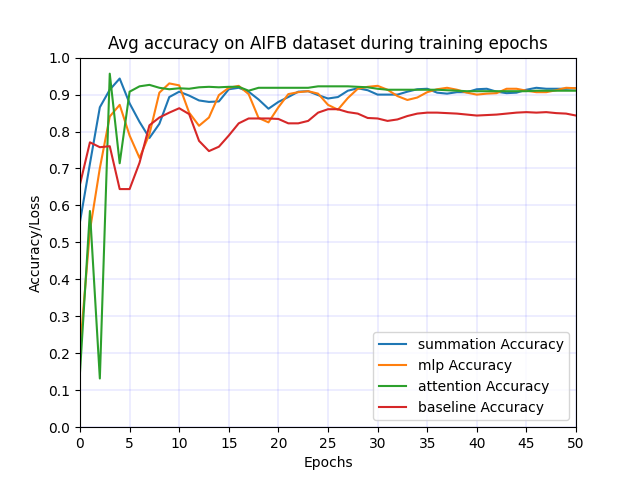 Avg accuracy on AIFB dataset during training epochs
Accuracy/Loss
1.0
0.9
0.8
0.7
0.6
0.5
0.4
0.3
0.2
0.1
0.0
summation Accuracy
mlp Accuracy
attention Accuracy
baseline Accuracy
0 5 10 15 20 25 30 35 40 45 50
Epochs